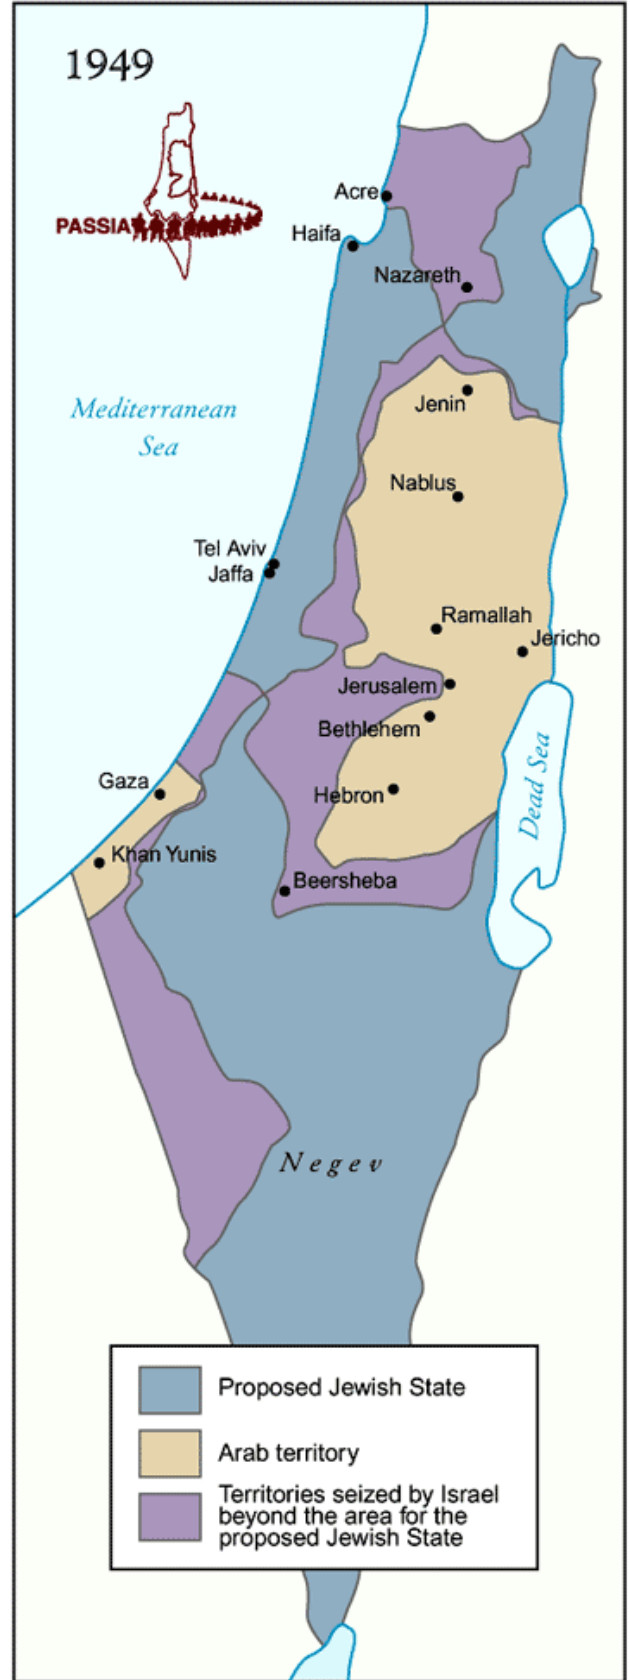 1949
PASSIA
Acre
Haifa
Nazareth
Mediterranean
Sea
Jenin
Nablus
Tel Aviv
Jaffa
Ramallah
Jericho
Jerusalem
Bethlehem
Dead Sea
Gaza
Hebron
Khan Yunis
Beersheba
Negev
Proposed Jewish State
Arab territory
Territories seized by Israel
beyond the area for the
proposed Jewish State